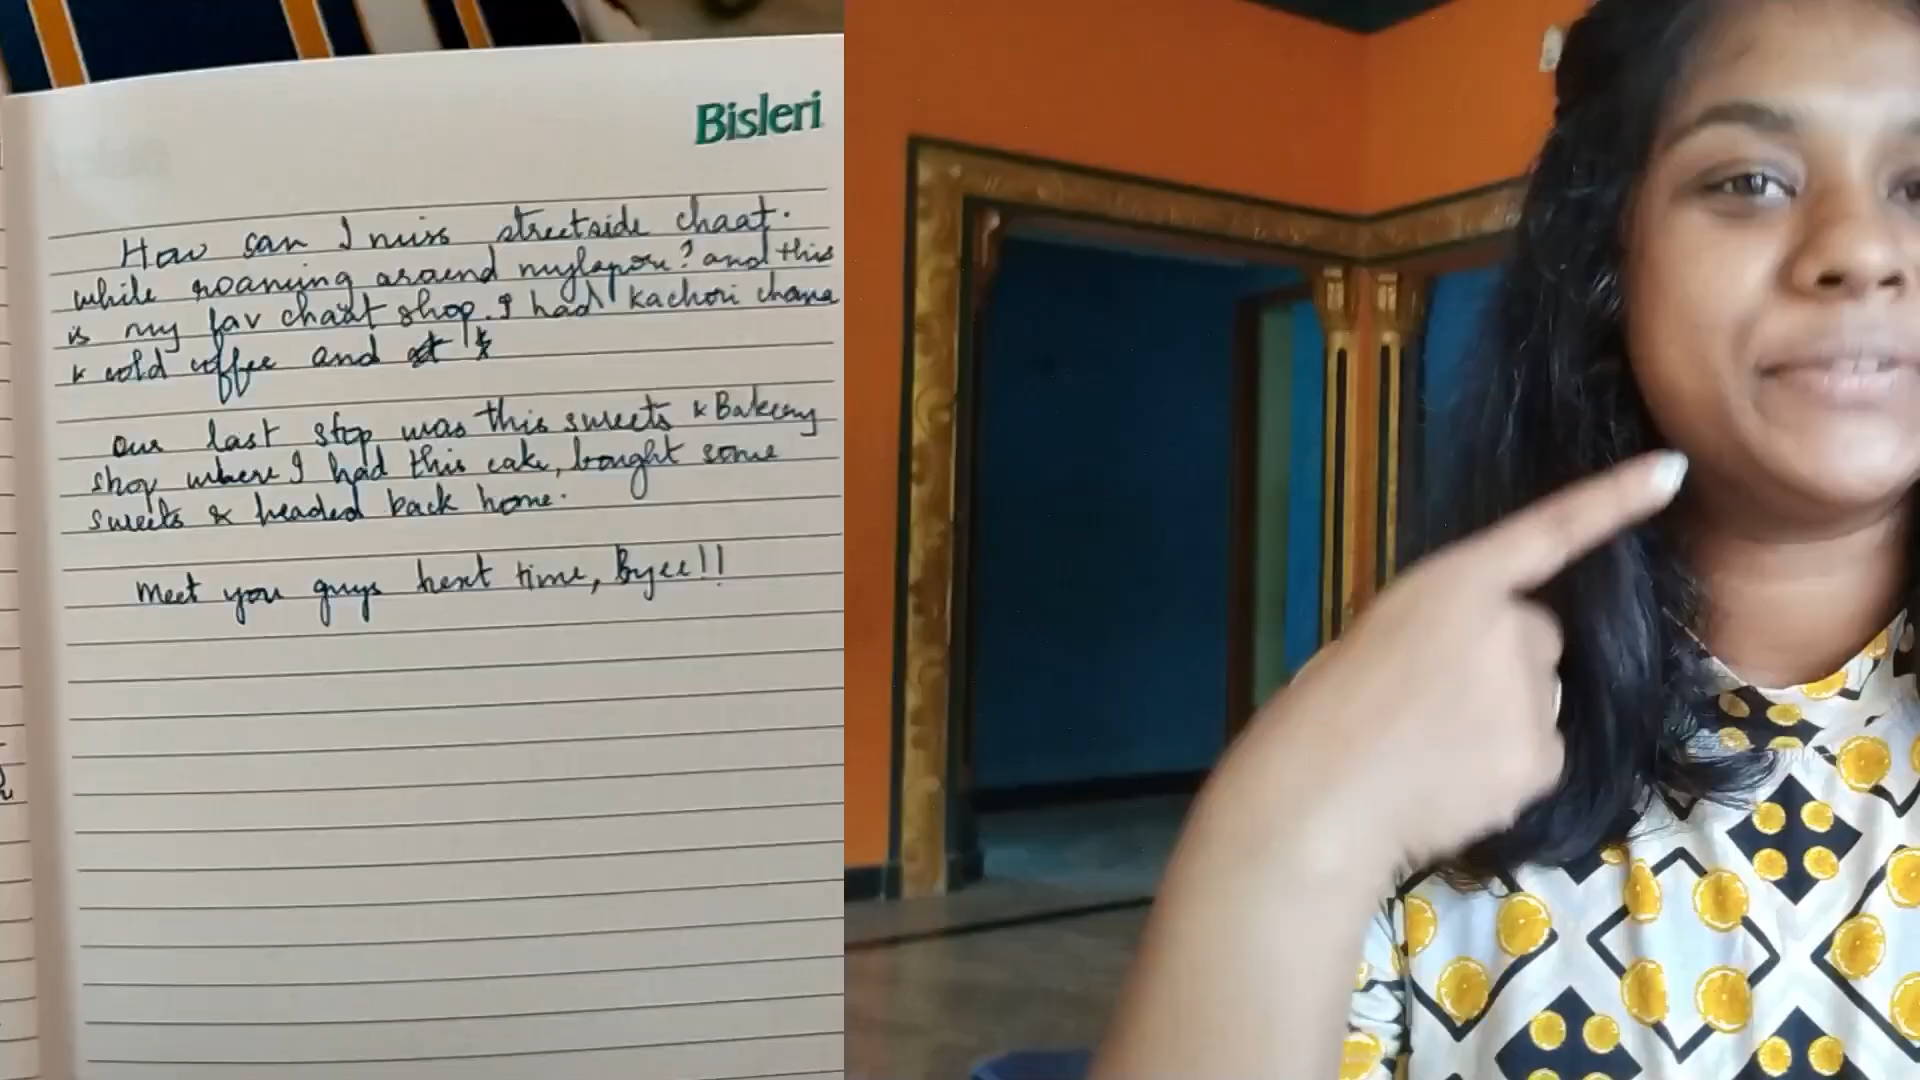 Bisleri
How can I miss streetside chaat.
while roaming around mylapore? and this
is my fav chaat shop. I had kachori chana
& cold coffee and
Our last stop was this sweets & Bakery
shop where I had this cake, bought some
sweets & headed back home.
Meet you guys next time, Byee!!